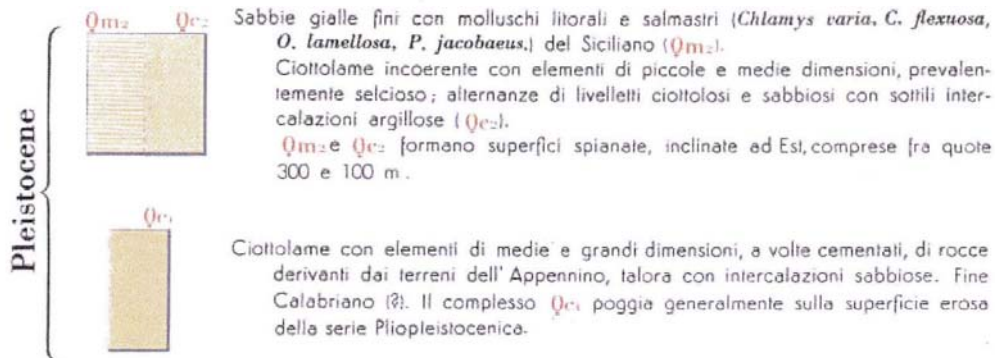 Pleistocene
Qm₂ Qc₂
Sabbie gialle fini con molluschi litorali e salmastri (Chlamys varia, C. flexuosa,
O. lamellosa, P. jacobaeus.) del Siciliano (Qm₂).
Ciottolame incoerente con elementi di piccole e medie dimensioni, prevalen-
temente selcioso; alternanze di livelletti ciottolosi e sabbiosi con sottili inter-
calazioni argillose (Qc₂).
Qm₂ e Qc₂ formano superfici spianate, inclinate ad Est, comprese fra quote
300 e 100 m.
Qc₁
Ciottolame con elementi di medie e grandi dimensioni, a volte cementati, di rocce
derivanti dai terreni dell'Appennino, talora con intercalazioni sabbiose. Fine
Calabriano (?). Il complesso Qc₁ poggia generalmente sulla superficie erosa
della serie Pliopleistocenica.